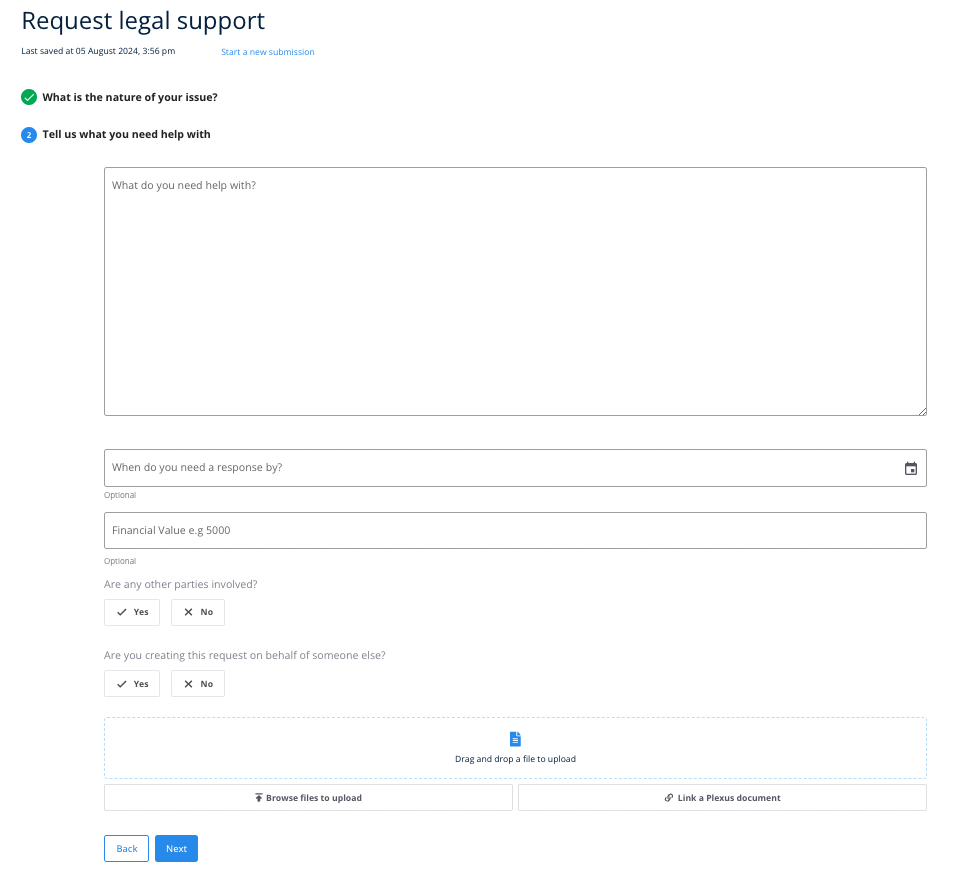 Request legal support
Last saved at 05 August 2024, 3:56 pm Start a new submission
What is the nature of your issue?
2 Tell us what you need help with
What do you need help with?
When do you need a response by?
Optional
Financial Value e.g 5000
Optional
Are any other parties involved?
Yes No
Are you creating this request on behalf of someone else?
Yes No
Drag and drop a file to upload
Browse files to upload Link a Plexus document
Back Next